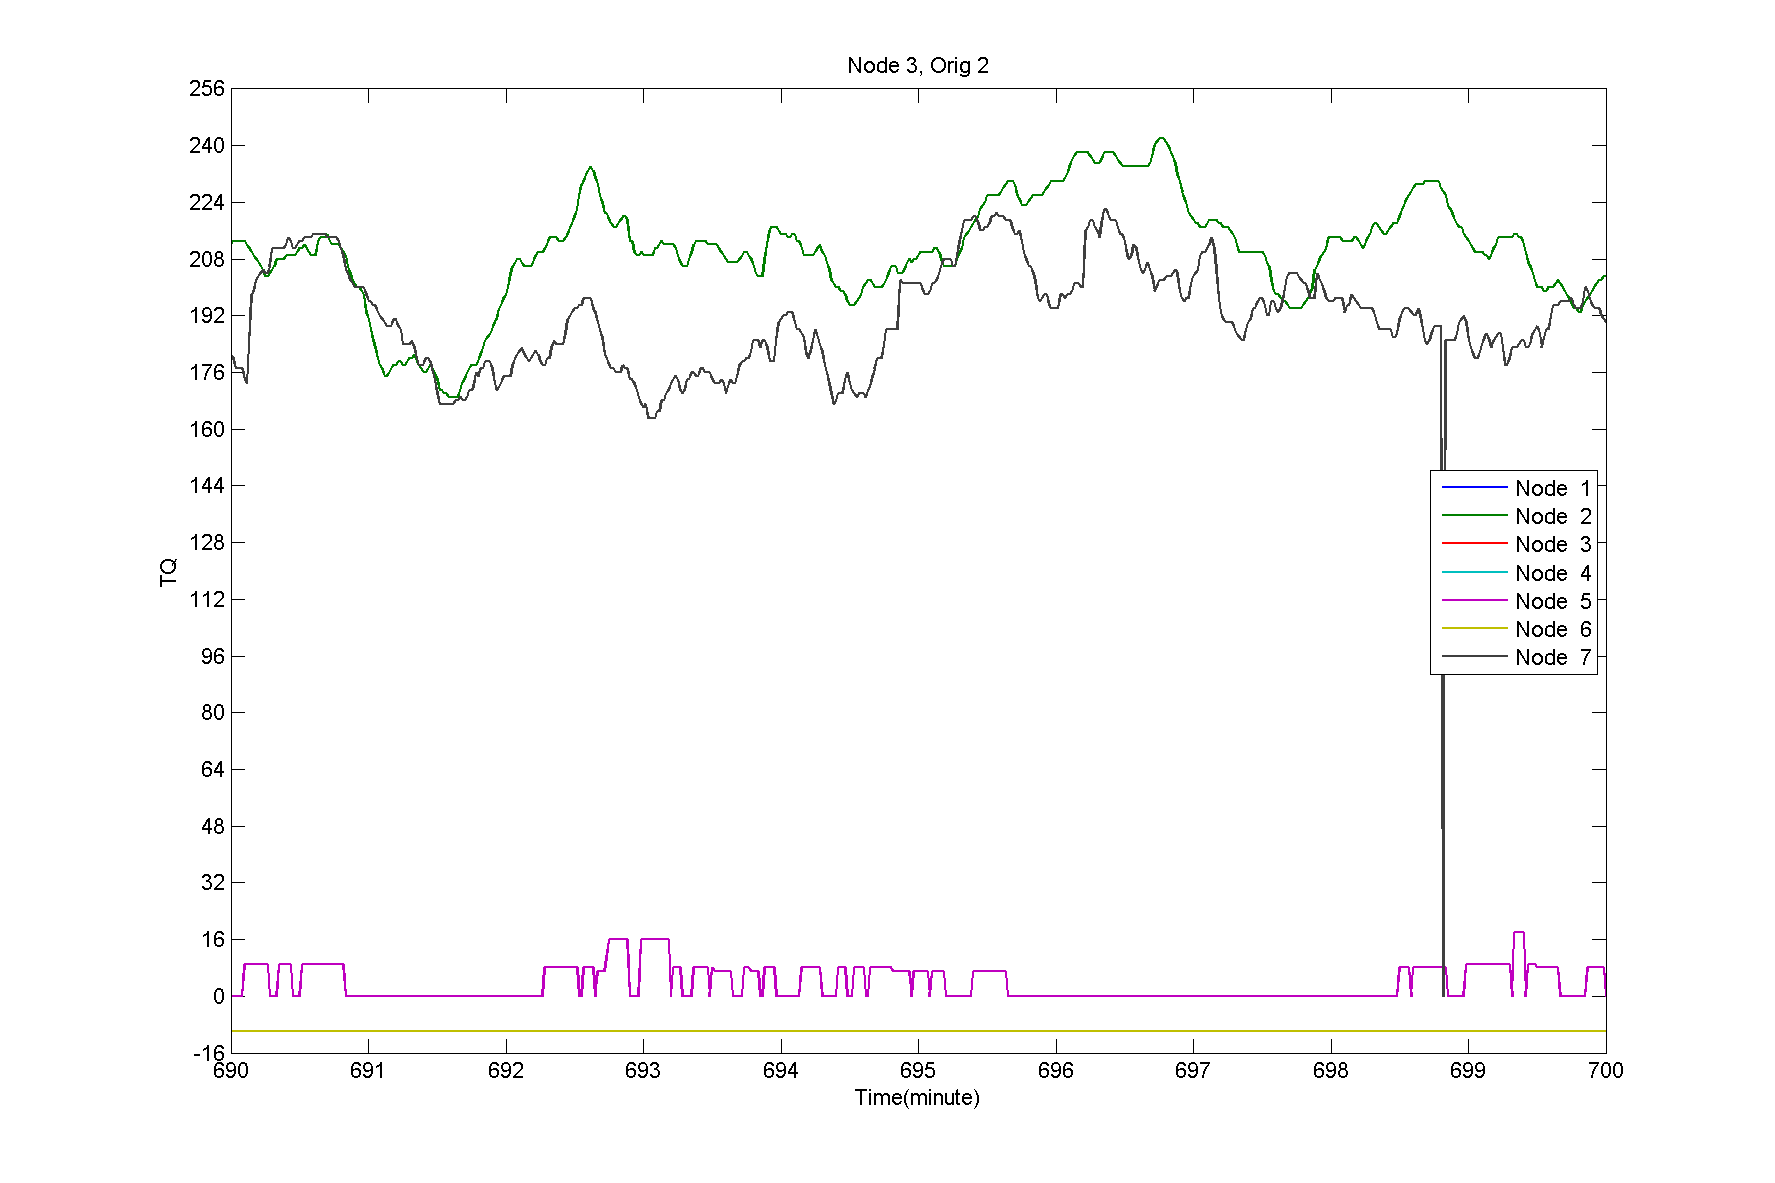 Node 3, Orig 2
256
240
224
208
192
176
160
144
128
112
96
80
64
48
32
16
0
-16
TQ
Node 1
Node 2
Node 3
Node 4
Node 5
Node 6
Node 7
690 691 692 693 694 695 696 697 698 699 700
Time(minute)